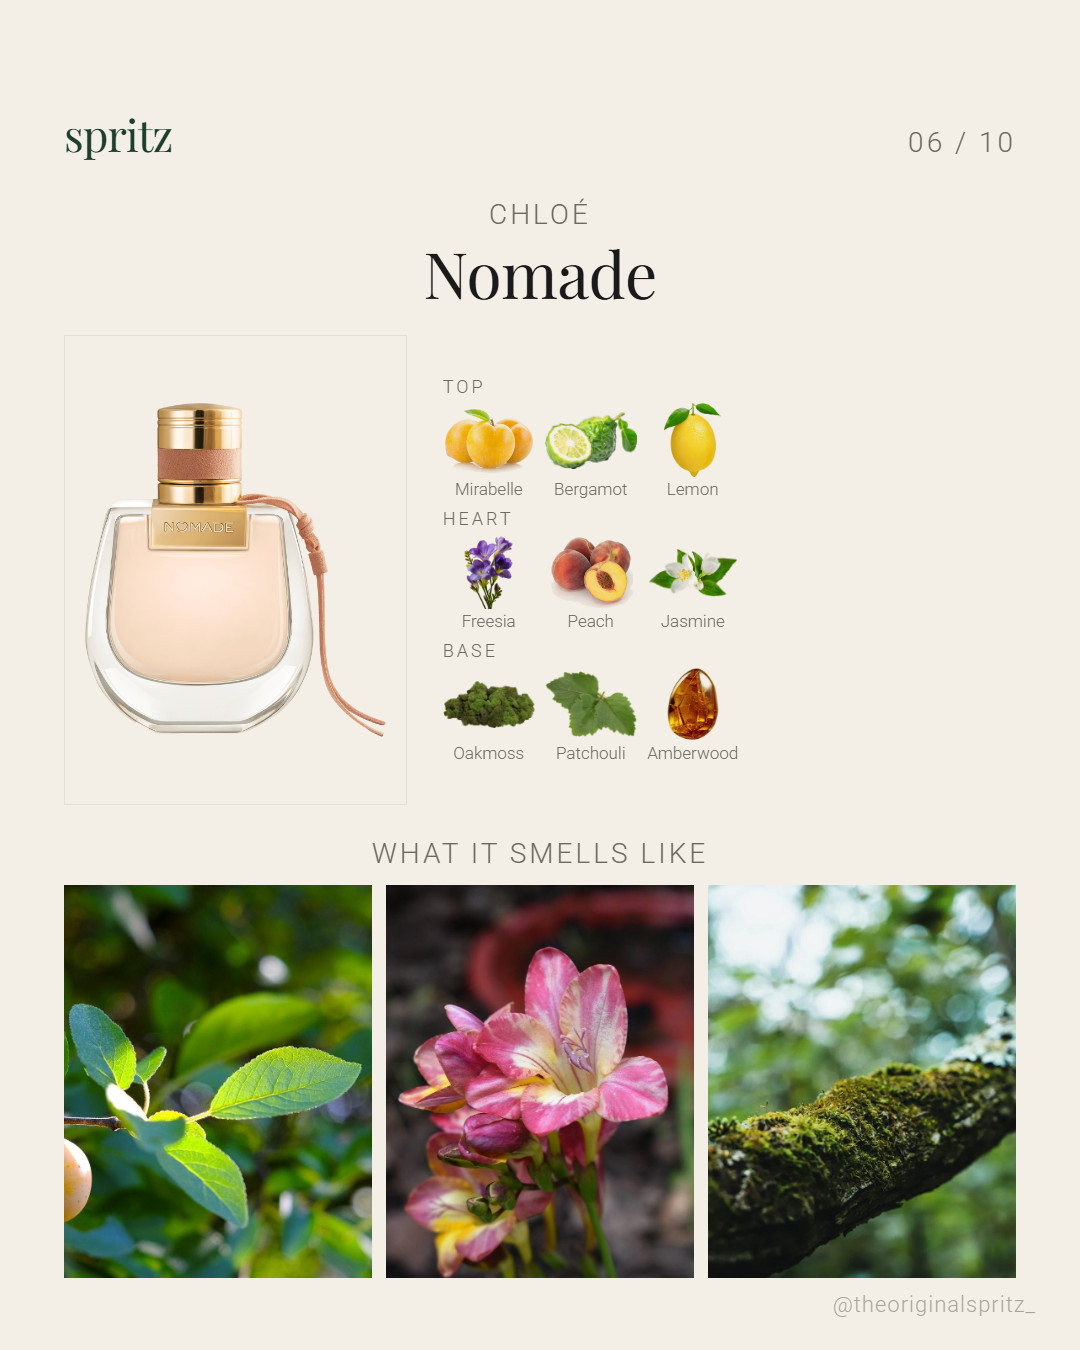 spritz
06 / 10
CHLOÉ
Nomade
NOMADE
TOP
Mirabelle Bergamot Lemon
HEART
Freesia Peach Jasmine
BASE
Oakmoss Patchouli Amberwood
WHAT IT SMELLS LIKE
@theoriginalspritz_